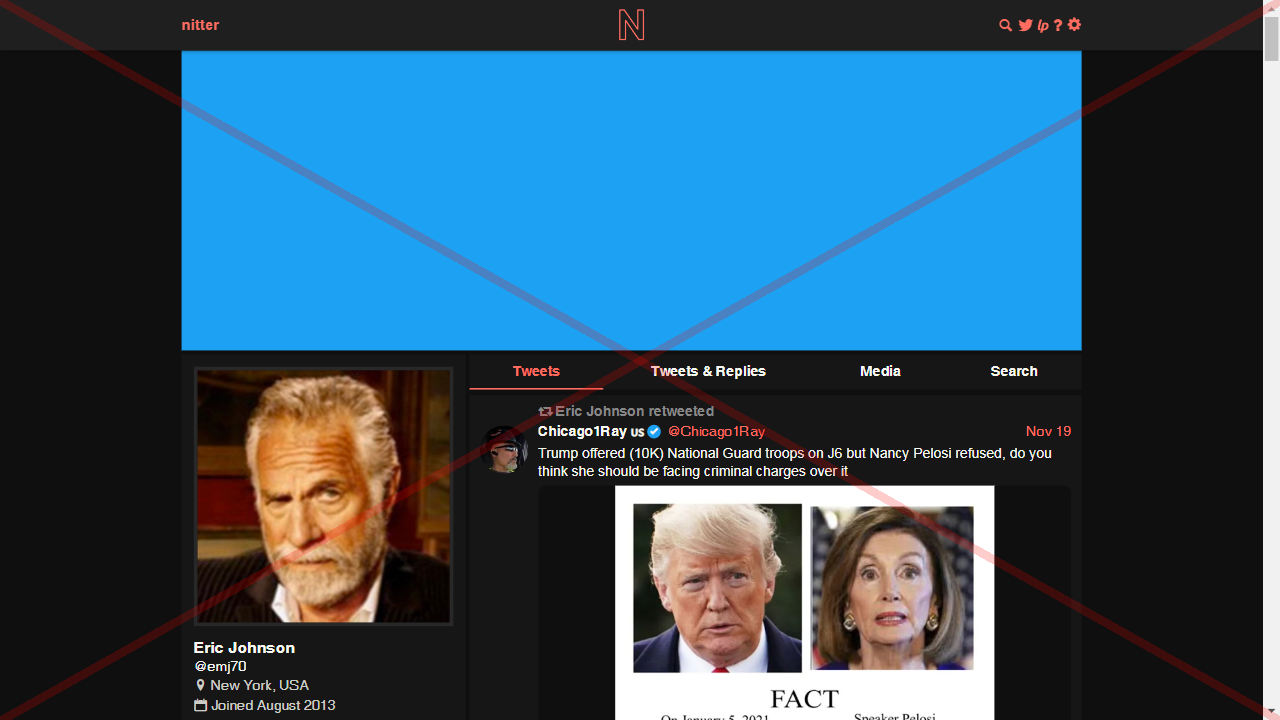 nitter
N
lp ?
Tweets
Tweets & Replies
Media
Search
Eric Johnson retweeted
Chicago1Ray US @Chicago1Ray Nov 19
Trump offered (10K) National Guard troops on J6 but Nancy Pelosi refused, do you
think she should be facing criminal charges over it
FACT
On January 5, 2021
Speaker Pelosi
Eric Johnson
@emj70
New York, USA
Joined August 2013